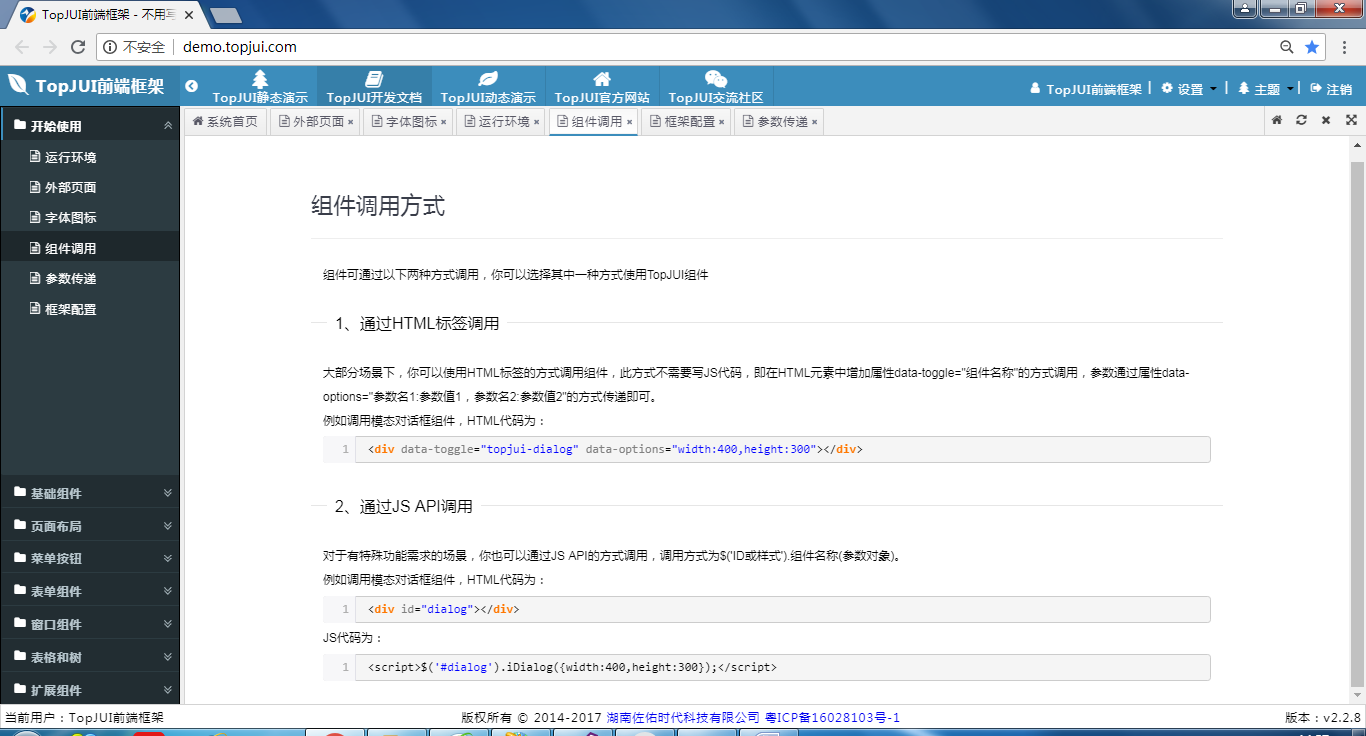 TopJUI前端框架 - 不用写
不安全 demo.topjui.com
TopJUI前端框架
TopJUI静态演示 TopJUI开发文档 TopJUI动态演示 TopJUI官方网站 TopJUI交流社区
TopJUI前端框架 设置 主题 注销
系统首页 外部页面 × 字体图标 × 运行环境 × 组件调用 × 框架配置 × 参数传递 ×
开始使用
运行环境
外部页面
字体图标
组件调用
参数传递
框架配置
基础组件
页面布局
菜单按钮
表单组件
窗口组件
表格和树
扩展组件
组件调用方式
组件可通过以下两种方式调用，你可以选择其中一种方式使用TopJUI组件
1、通过HTML标签调用
大部分场景下，你可以使用HTML标签的方式调用组件，此方式不需要写JS代码，即在HTML元素中增加属性data-toggle="组件名称"的方式调用，参数通过属性data-
options="参数名1:参数值1，参数名2:参数值2"的方式传递即可。
例如调用模态对话框组件，HTML代码为：
1 <div data-toggle="topjui-dialog" data-options="width:400,height:300"></div>
2、通过JS API调用
对于有特殊功能需求的场景，你也可以通过JS API的方式调用，调用方式为$('ID或样式').组件名称(参数对象)。
例如调用模态对话框组件，HTML代码为：
1 <div id="dialog"></div>
JS代码为：
1 <script>$('#dialog').iDialog({width:400,height:300});</script>
当前用户：TopJUI前端框架 版权所有 © 2014-2017 湖南佐佑时代科技有限公司 粤ICP备16028103号-1 版本：v2.2.8